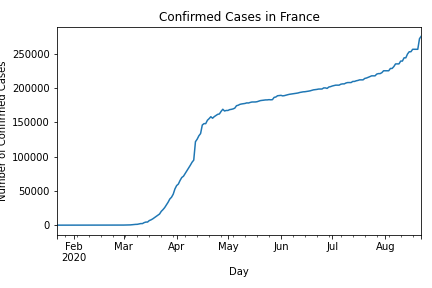 Confirmed Cases in France
Number of Confirmed Cases
250000
200000
150000
100000
50000
0
Feb
2020
Mar
Apr
May
Jun
Jul
Aug
Day